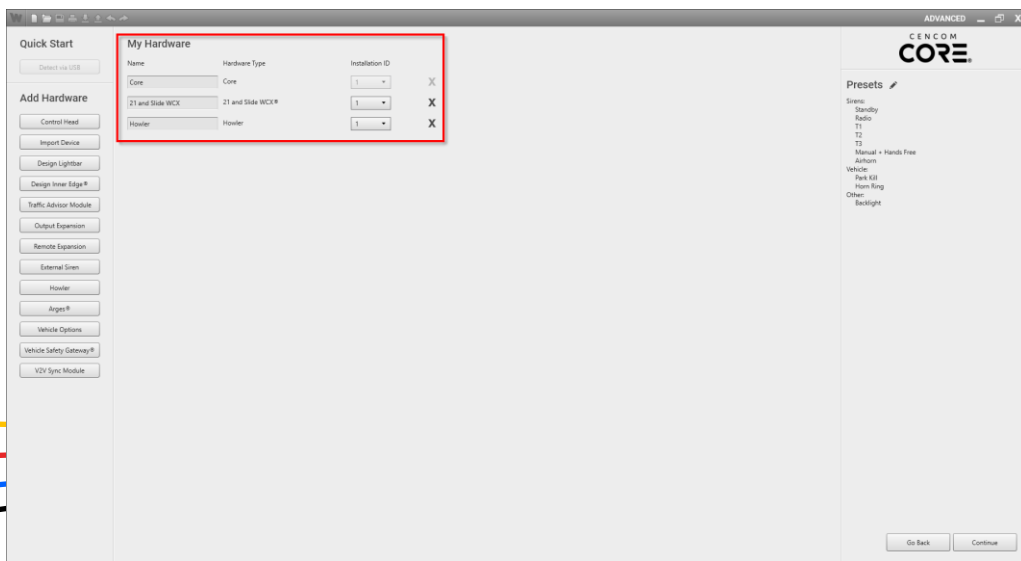 W ADVANCED X
Quick Start
Detect via USB
Add Hardware
Control Head
Import Device
Design Lightbar
Design Inner Edge®
Traffic Advisor Module
Output Expansion
Remote Expansion
External Siren
Howler
Arges®
Vehicle Options
Vehicle Safety Gateway®
V2V Sync Module
My Hardware
Name Hardware Type Installation ID
Core Core 1 X
21 and Slide WCX 21 and Slide WCX® 1 X
Howler Howler 1 X
CENCOM
CORE®
Presets
Sirens:
Standby
Radio
T1
T2
T3
Manual + Hands Free
Airhorn
Vehicle:
Park Kill
Horn Ring
Other:
Backlight
Go Back Continue